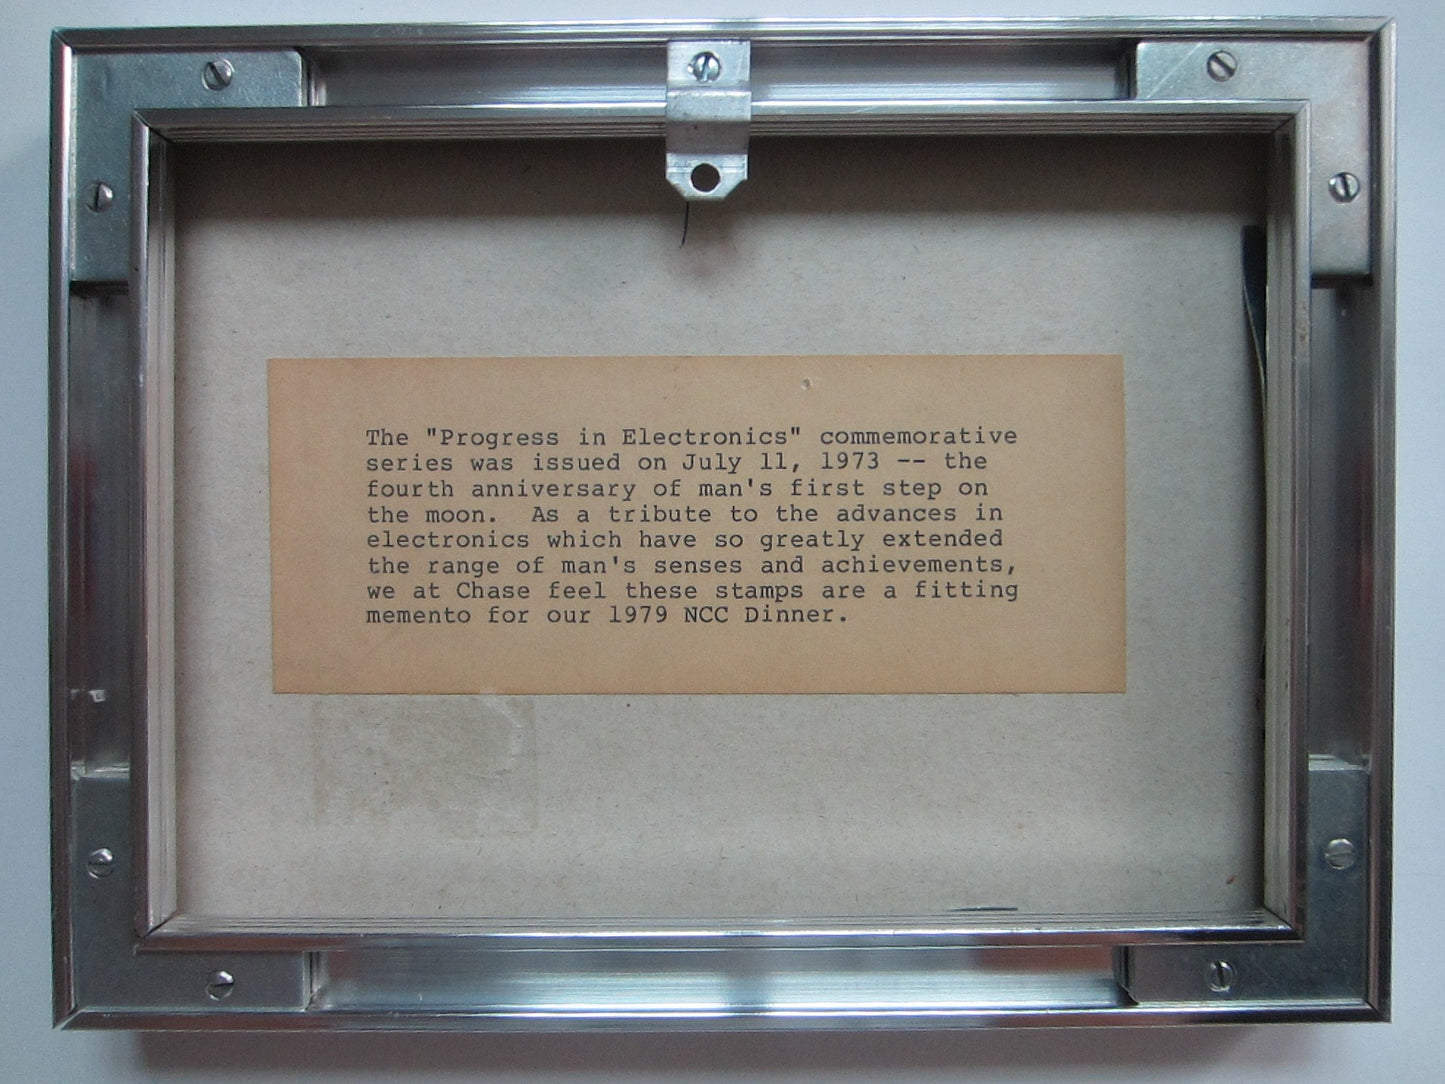 The "Progress in Electronics" commemorative
series was issued on July 11, 1973 -- the
fourth anniversary of man's first step on
the moon.  As a tribute to the advances in
electronics which have so greatly extended
the range of man's senses and achievements,
we at Chase feel these stamps are a fitting
memento for our 1979 NCC Dinner.